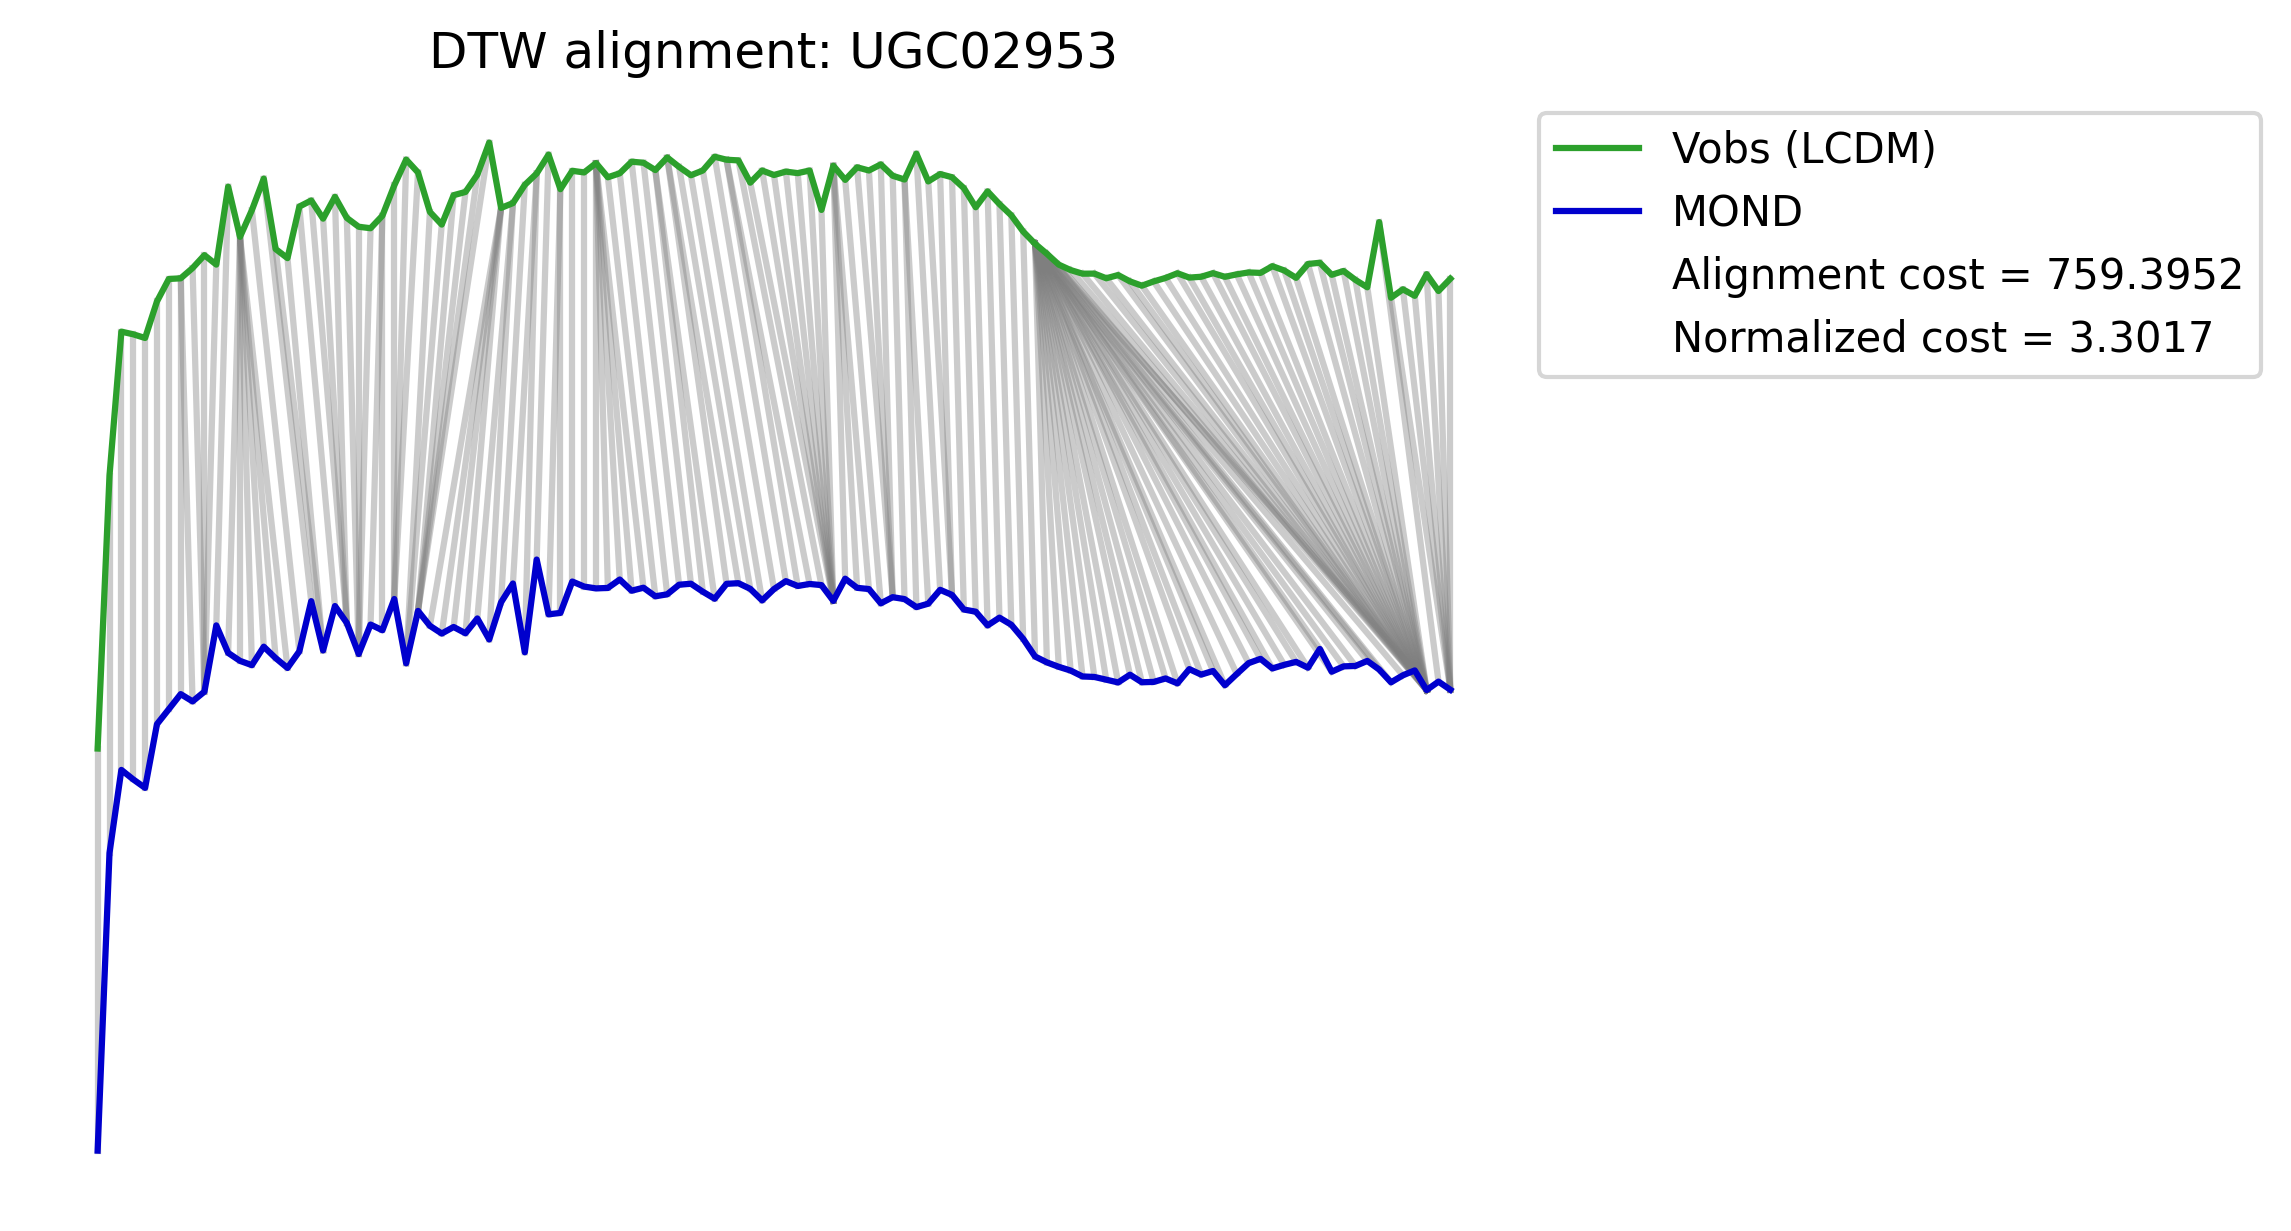 DTW alignment: UGC02953
Vobs (LCDM)
MOND
Alignment cost = 759.3952
Normalized cost = 3.3017